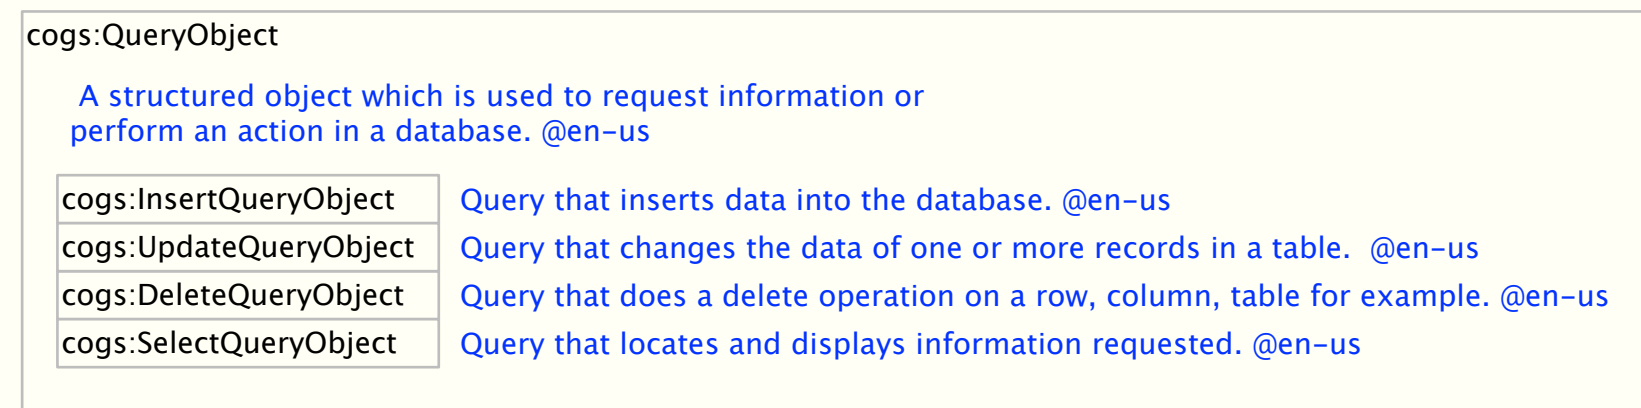 cogs:QueryObject
A structured object which is used to request information or
perform an action in a database. @en-us
cogs:InsertQueryObject Query that inserts data into the database. @en-us
cogs:UpdateQueryObject Query that changes the data of one or more records in a table. @en-us
cogs:DeleteQueryObject Query that does a delete operation on a row, column, table for example. @en-us
cogs:SelectQueryObject Query that locates and displays information requested. @en-us